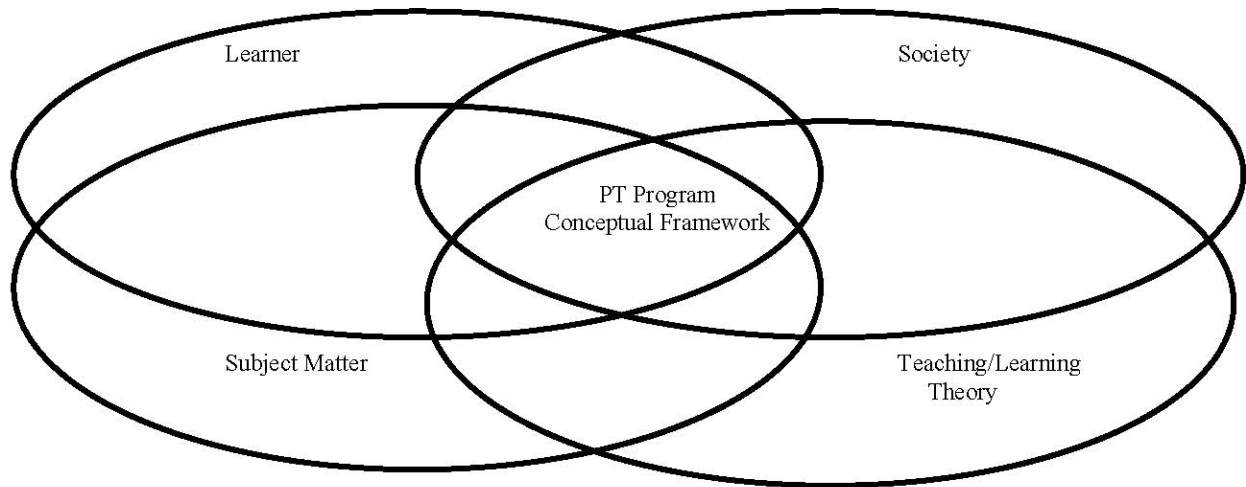 Learner
Society
PT Program
Conceptual Framework
Subject Matter
Teaching/Learning
Theory